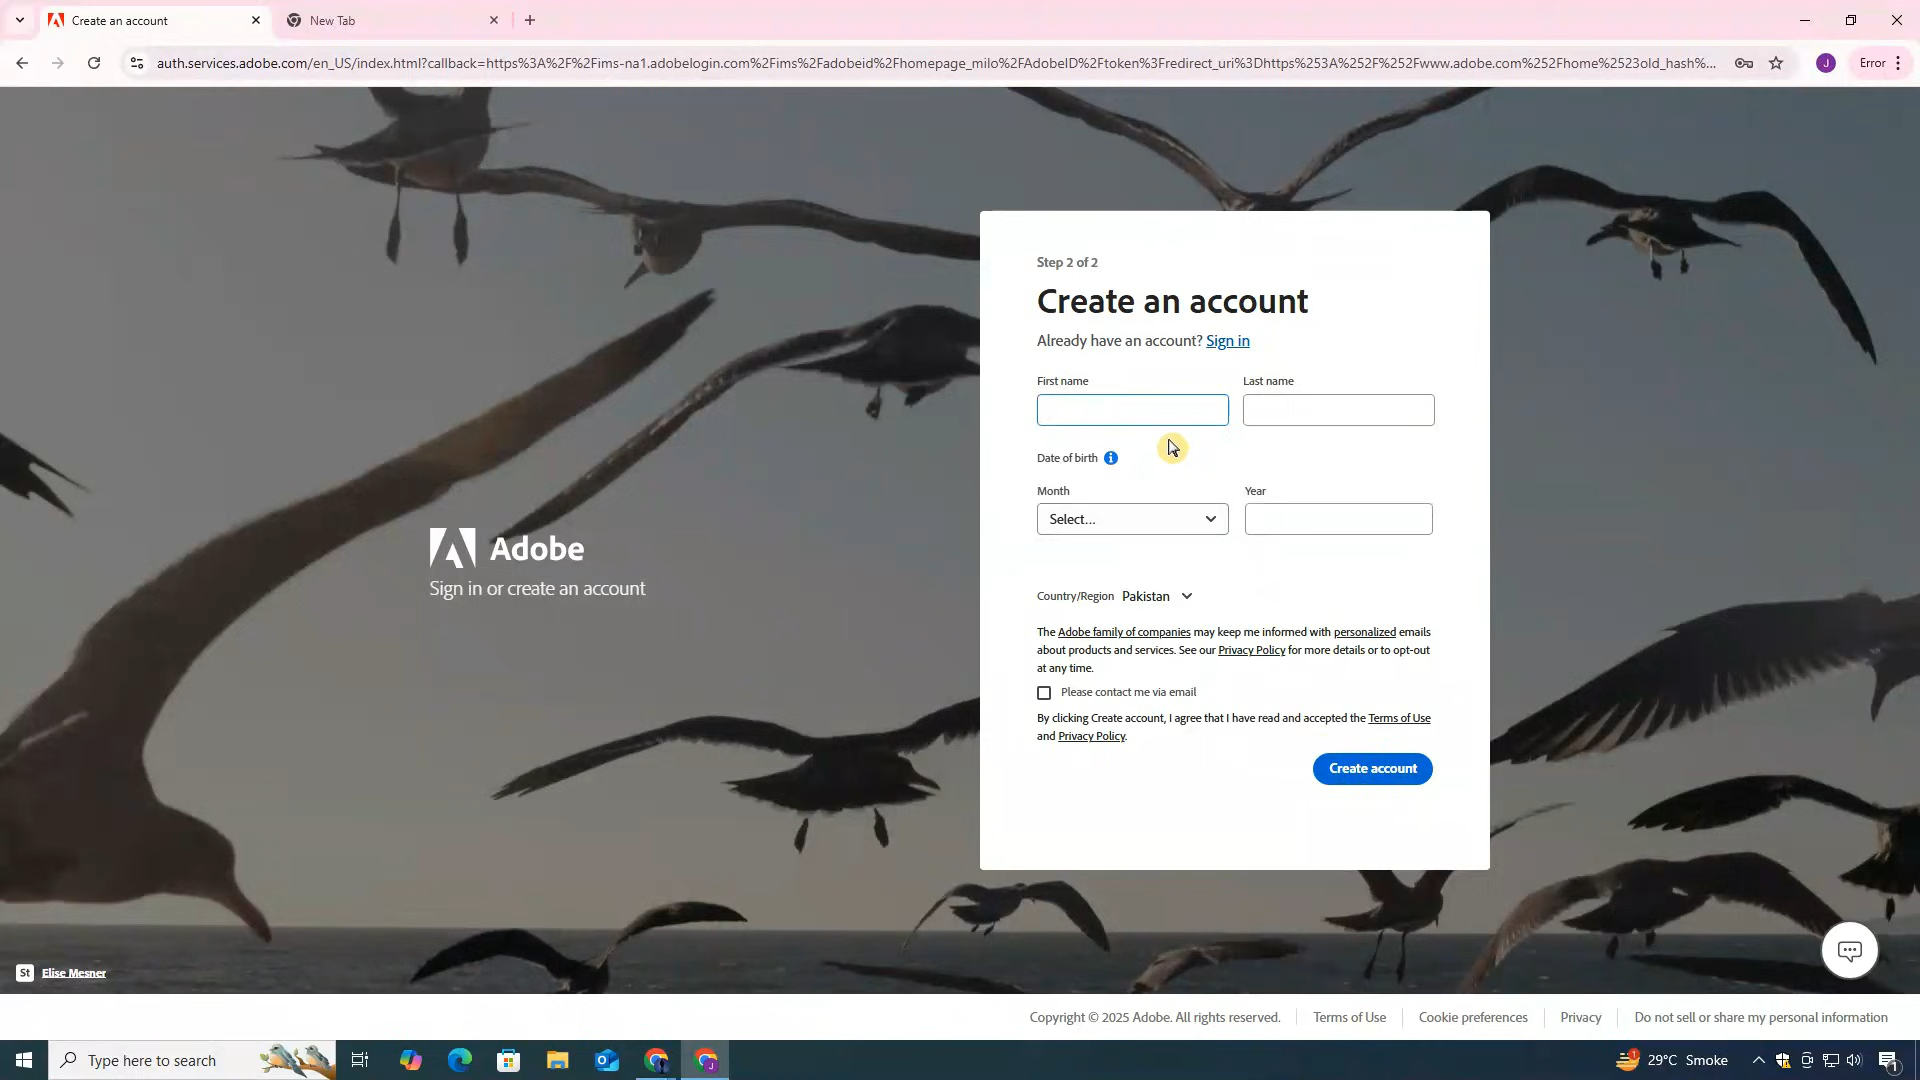 Create an account
New Tab
auth.services.adobe.com/en_US/index.html?callback=https%3A%2F%2Fims-na1.adobelogin.com%2Fims%2Fadobeid%2Fhomepage_milo%2FAdobeID%2Ftoken%3Fredirect_uri%3Dhttps%253A%252F%252Fwww.adobe.com%252Fhome%2523old_hash%...
J
Error
Step 2 of 2
Create an account
Already have an account? Sign in
First name
Last name
Date of birth
Month
Year
Select...
Adobe
Sign in or create an account
Country/Region Pakistan
The Adobe family of companies may keep me informed with personalized emails
about products and services. See our Privacy Policy for more details or to opt-out
at any time.
Please contact me via email
By clicking Create account, I agree that I have read and accepted the Terms of Use
and Privacy Policy.
Create account
St Elise Mesner
Copyright © 2025 Adobe. All rights reserved.
Terms of Use
Cookie preferences
Privacy
Do not sell or share my personal information
Type here to search
29°C Smoke
1